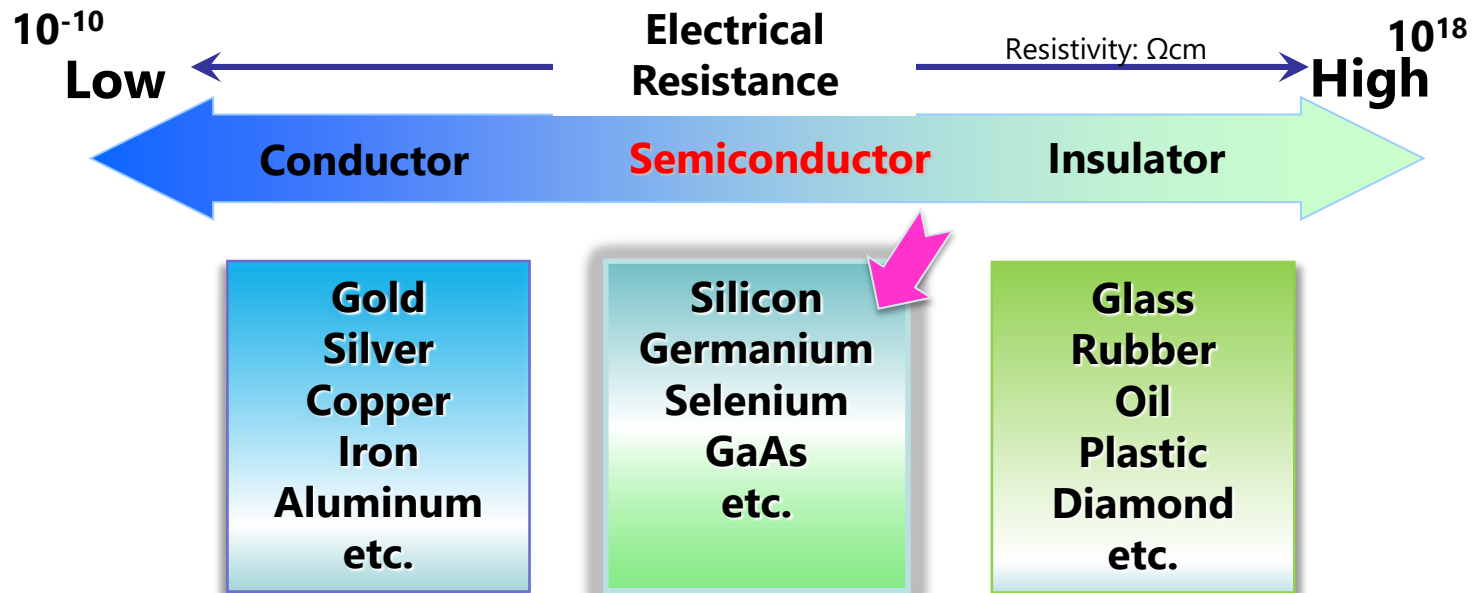 10⁻¹⁰
Low
Electrical
Resistance
Resistivity: Ωcm
10¹⁸
High
Conductor
Semiconductor
Insulator
Gold
Silver
Copper
Iron
Aluminum
etc.
Silicon
Germanium
Selenium
GaAs
etc.
Glass
Rubber
Oil
Plastic
Diamond
etc.